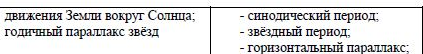 движения Земли вокруг Солнца;
годичный параллакс звёзд
- синодический период;
- звёздный период;
- горизонтальный параллакс;